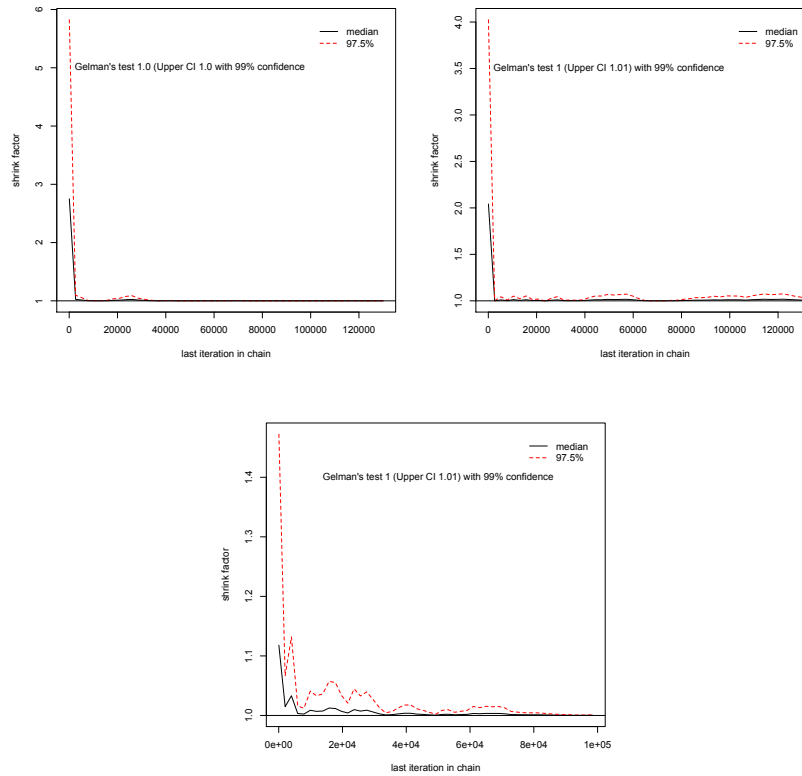 median
97.5%
Gelman's test 1.0 (Upper CI 1.0 with 99% confidence
shrink factor
1
2
3
4
5
6
0
20000
40000
60000
80000
100000
120000
last iteration in chain
median
97.5%
Gelman's test 1 (Upper CI 1.01) with 99% confidence
shrink factor
1.0
1.5
2.0
2.5
3.0
3.5
4.0
0
20000
40000
60000
80000
100000
120000
last iteration in chain
median
97.5%
Gelman's test 1 (Upper CI 1.01) with 99% confidence
shrink factor
1.0
1.1
1.2
1.3
1.4
0e+00
2e+04
4e+04
6e+04
8e+04
1e+05
last iteration in chain